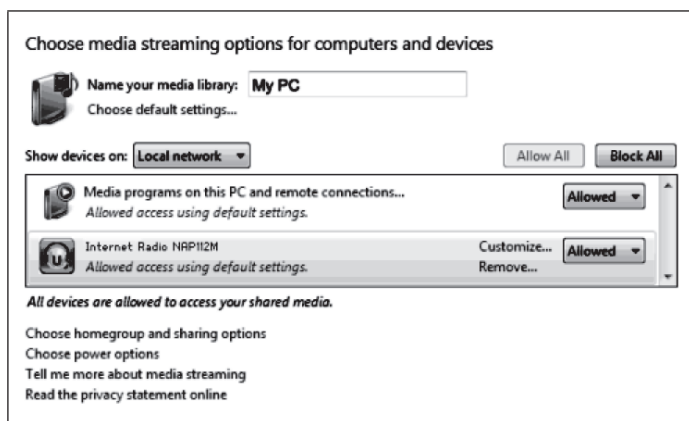 Choose media streaming options for computers and devices
Name your media library: My PC
Choose default settings...
Show devices on: Local network Allow All Block All
Media programs on this PC and remote connections... Allowed
Allowed access using default settings.
Internet Radio NAP112M Customize... Allowed
Allowed access using default settings. Remove...
All devices are allowed to access your shared media.
Choose homegroup and sharing options
Choose power options
Tell me more about media streaming
Read the privacy statement online